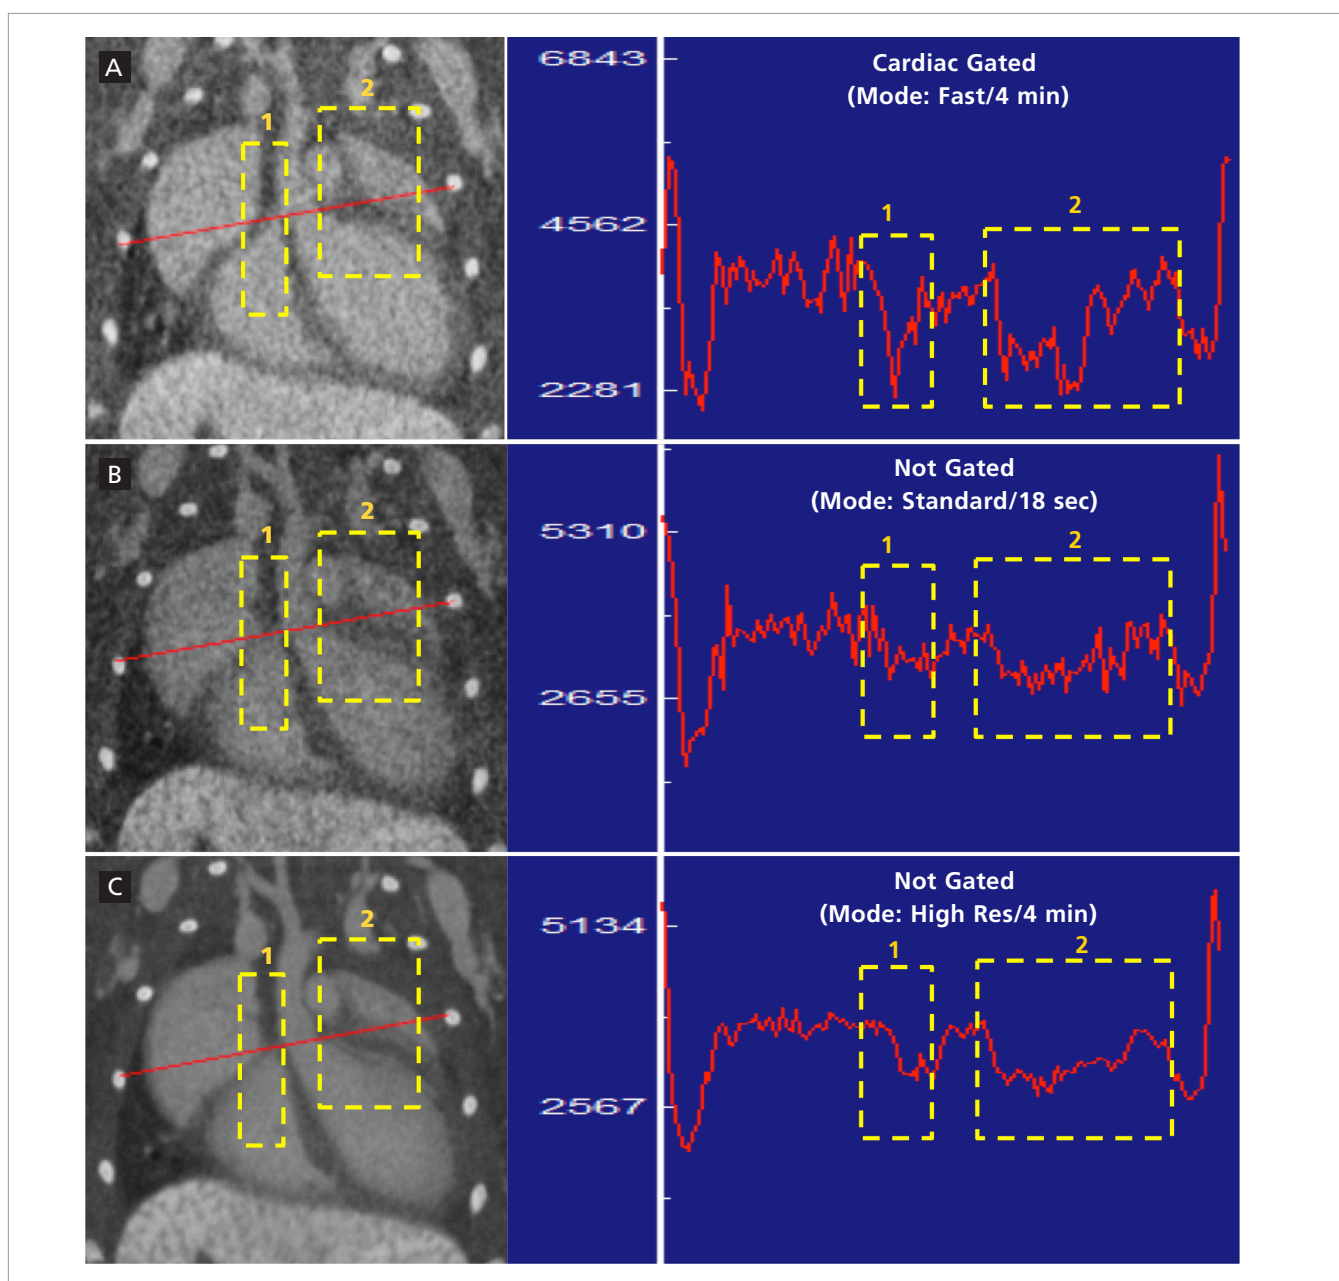 A
1
2
6843
4562
2281
Cardiac Gated
(Mode: Fast/4 min)
1
2
B
1
2
5310
2655
Not Gated
(Mode: Standard/18 sec)
1
2
C
1
2
5134
2567
Not Gated
(Mode: High Res/4 min)
1
2